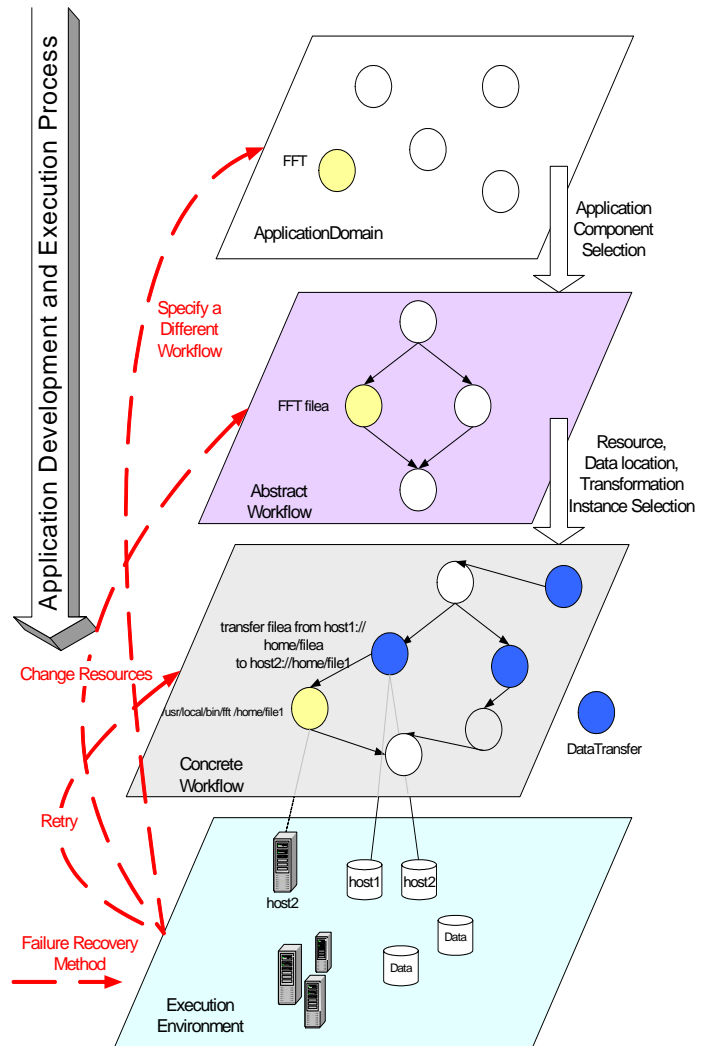 Application Development and Execution Process
FFT
ApplicationDomain
Application
Component
Selection
Specify a
Different
Workflow
FFT filea
Abstract
Workflow
Resource,
Data location,
Transformation
Instance Selection
transfer filea from host1://
home/filea
to host2://home/file1
Change Resources
/usr/local/bin/fft /home/file1
DataTransfer
Concrete
Workflow
Retry
host2
host1
host2
Data
Data
Failure Recovery
Method
Execution
Environment